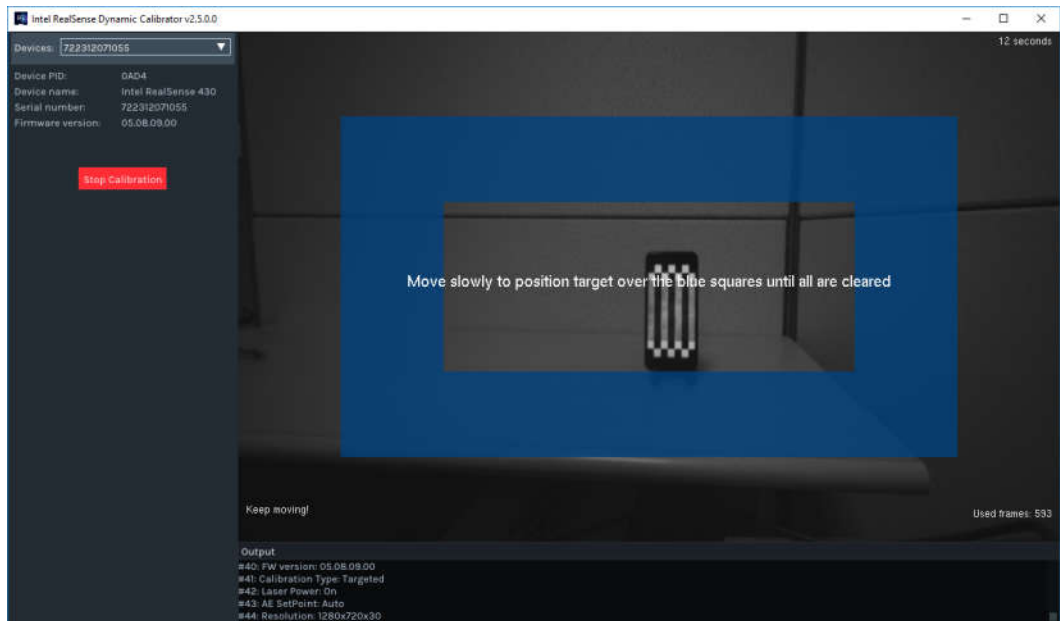 Intel RealSense Dynamic Calibrator v2.5.0.0
Devices: 722312071055
12 seconds
Device PID: 0AD4
Device name: Intel RealSense 430
Serial number: 722312071055
Firmware version: 05.08.09.00
Stop Calibration
Move slowly to position target over the blue squares until all are cleared
Keep moving!
Used frames: 593
Output
#40: FW version: 05.08.09.00
#41: Calibration Type: Targeted
#42: Laser Power: On
#43: AE SetPoint: Auto
#44: Resolution: 1280x720x30